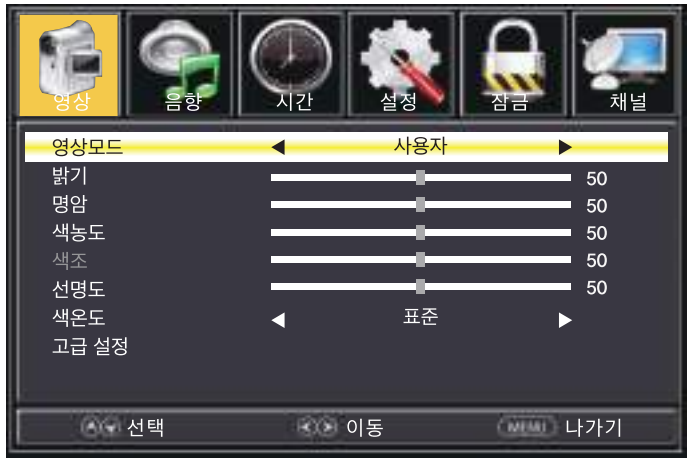 영상 음향 시간 설정 잠금 채널
영상모드 ◀ 사용자 ▶
밝기 50
명암 50
색농도 50
색조 50
선명도 50
색온도 ◀ 표준 ▶
고급 설정
선택 이동 MENU 나가기